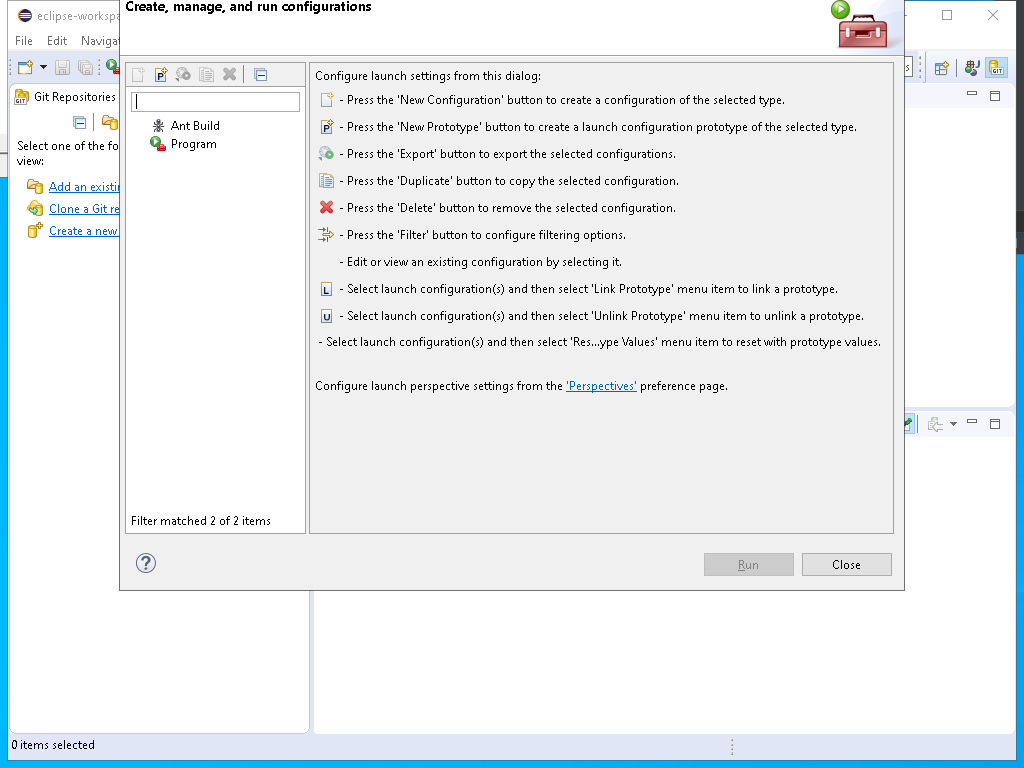 Create, manage, and run configurations
eclipse-workspa
File Edit Navigat
Git Repositories
Select one of the fo
view:
Add an existin
Clone a Git re
Create a new
Ant Build
Program
Filter matched 2 of 2 items
Configure launch settings from this dialog:
- Press the 'New Configuration' button to create a configuration of the selected type.
- Press the 'New Prototype' button to create a launch configuration prototype of the selected type.
- Press the 'Export' button to export the selected configurations.
- Press the 'Duplicate' button to copy the selected configuration.
- Press the 'Delete' button to remove the selected configuration.
- Press the 'Filter' button to configure filtering options.
- Edit or view an existing configuration by selecting it.
- Select launch configuration(s) and then select 'Link Prototype' menu item to link a prototype.
- Select launch configuration(s) and then select 'Unlink Prototype' menu item to unlink a prototype.
- Select launch configuration(s) and then select 'Res...ype Values' menu item to reset with prototype values.
Configure launch perspective settings from the 'Perspectives' preference page.
Run Close
0 items selected